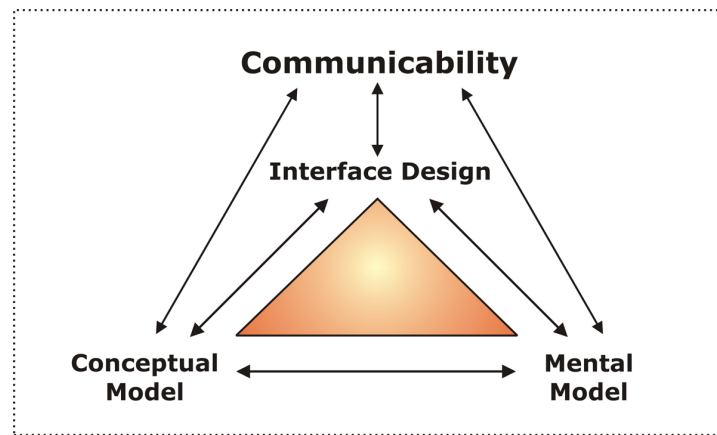 Communicability
Interface Design
Conceptual
Model
Mental
Model